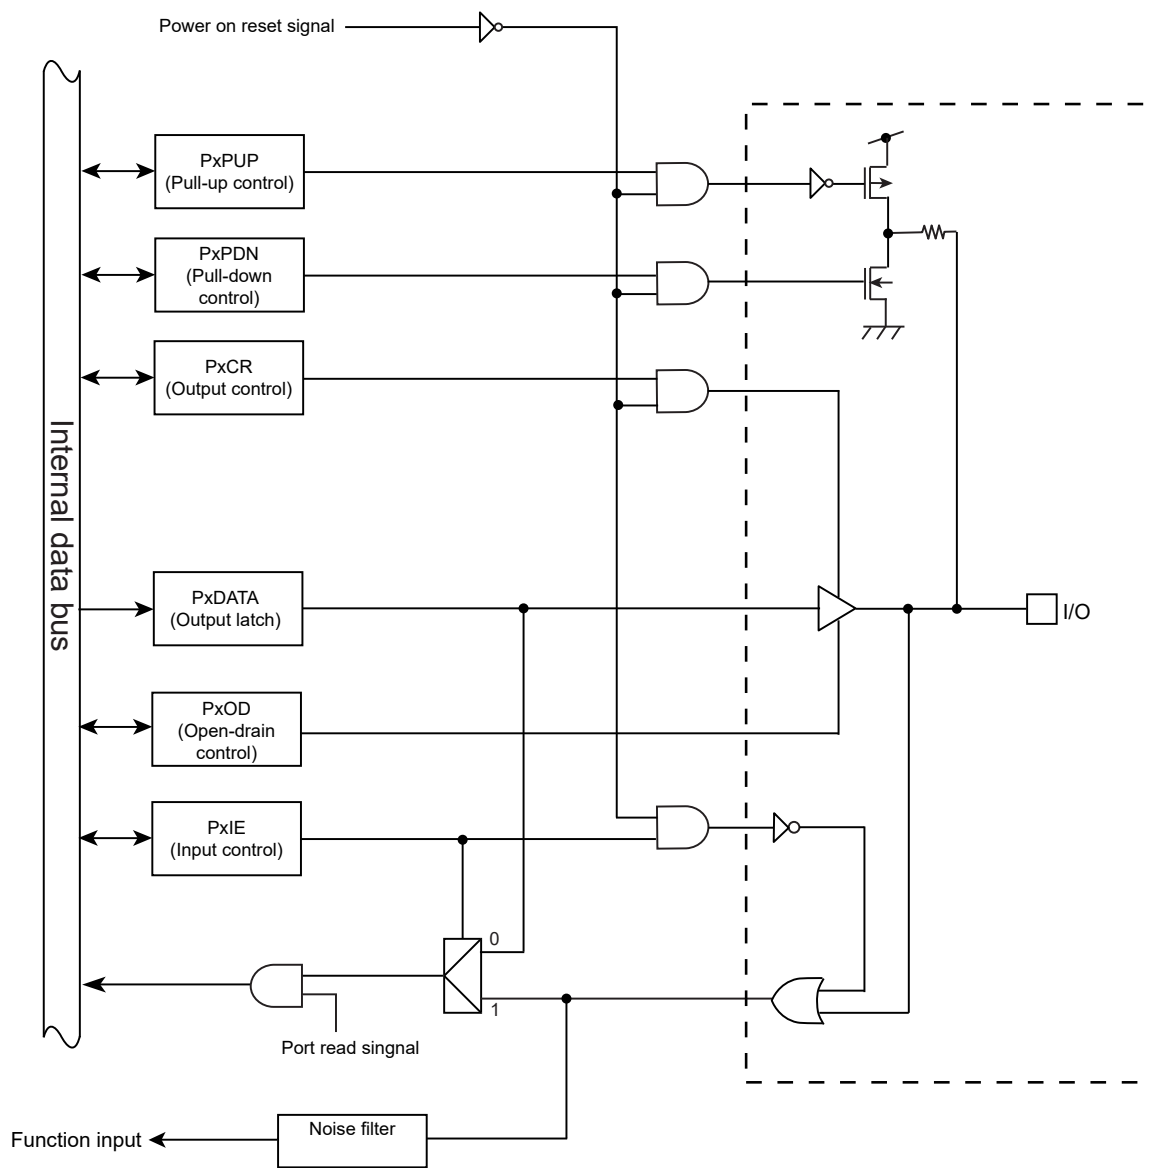 Power on reset signal
PxPUP
(Pull-up control)
PxPDN
(Pull-down
control)
PxCR
(Output control)
Internal data bus
PxDATA
(Output latch)
I/O
PxOD
(Open-drain
control)
PxIE
(Input control)
0
1
Port read singnal
Noise filter
Function input